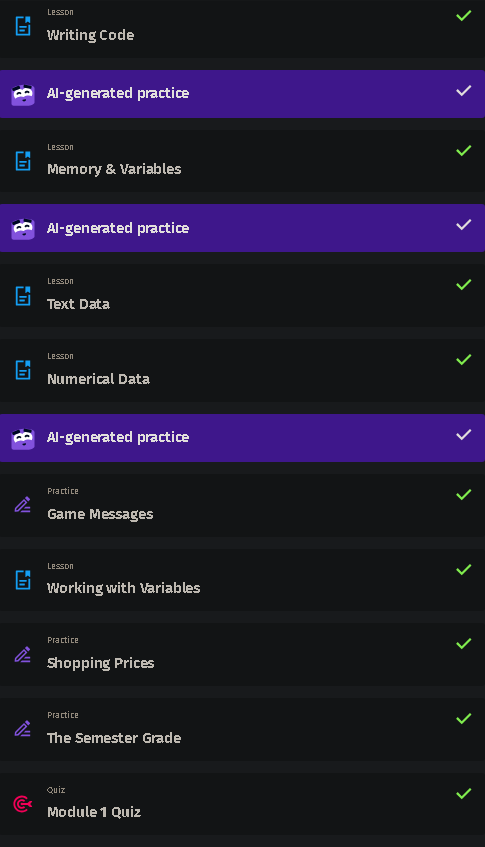 Lesson
Writing Code
AI-generated practice
Lesson
Memory & Variables
AI-generated practice
Lesson
Text Data
Lesson
Numerical Data
AI-generated practice
Practice
Game Messages
Lesson
Working with Variables
Practice
Shopping Prices
Practice
The Semester Grade
Quiz
Module 1 Quiz